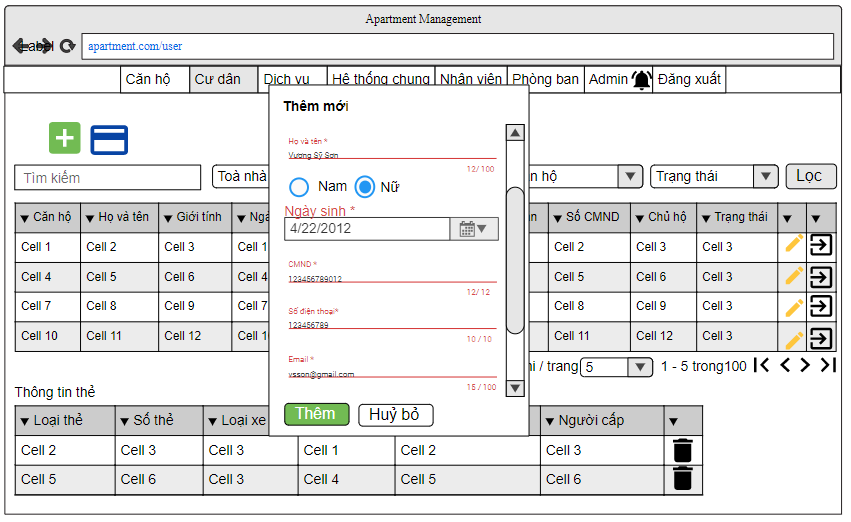 Apartment Management
Label
apartment.com/user
Căn hộ Cư dân Dịch vụ Hệ thống chung Nhân viên Phòng ban Admin Đăng xuất
Thêm mới
Họ và tên *
Vương Sỹ Sơn
12/ 100
Tìm kiếm Toà nhà hộ Trạng thái Lọc
Nam Nữ
Ngày sinh *
4/22/2012
Căn hộ Họ và tên Giới tính Số CMND Chủ hộ Trạng thái
Cell 1 Cell 2 Cell 3 Cell 2 Cell 3 Cell 3
CMND *
123456789012
12/ 12
Cell 4 Cell 5 Cell 6 Cell 4 Cell 5 Cell 6 Cell 3
Số điện thoại*
123456789
10 / 10
Cell 7 Cell 8 Cell 9 Cell 7 Cell 8 Cell 9 Cell 3
Cell 10 Cell 11 Cell 12 Cell 11 Cell 12 Cell 3
Email *
vsson@gmail.com
15 / 100
/ trang 5 1 - 5 trong100
Thông tin thẻ
Thêm Huỷ bỏ
Loại thẻ Số thẻ Loại xe Người cấp
Cell 2 Cell 3 Cell 3 Cell 1 Cell 2 Cell 3
Cell 5 Cell 6 Cell 3 Cell 4 Cell 5 Cell 6